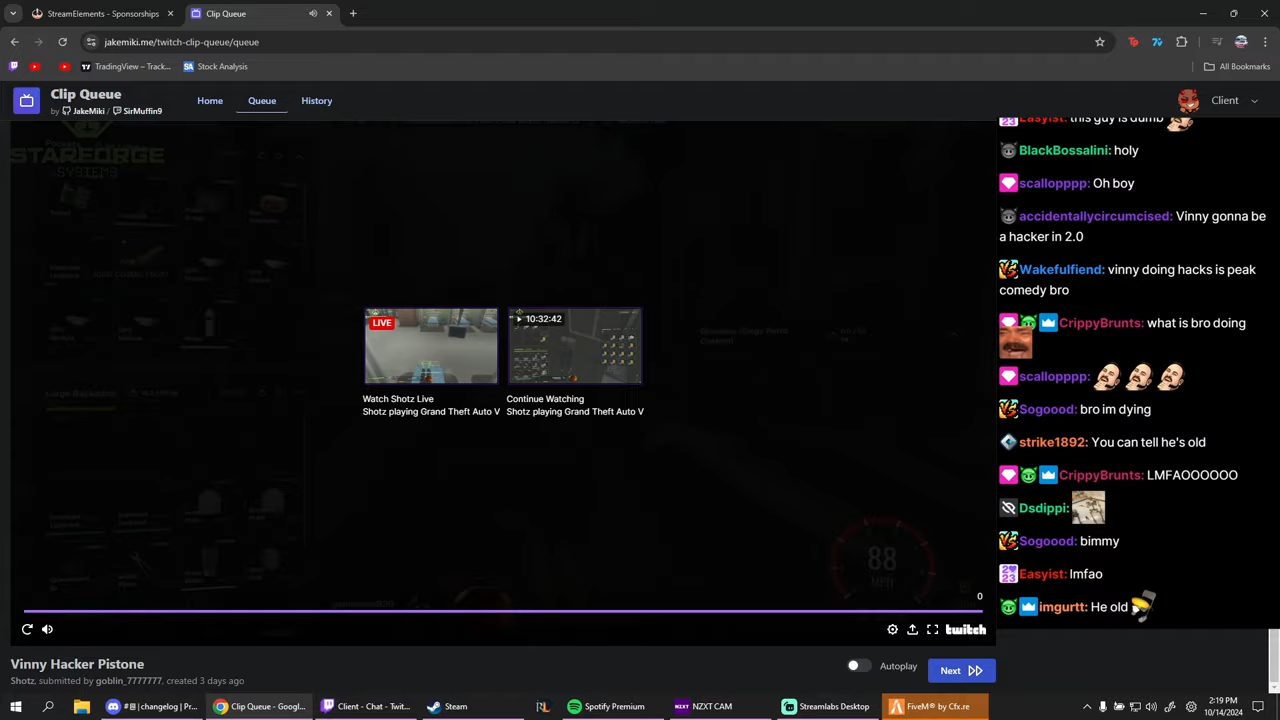 StreamElements - Sponsorships
Clip Queue
jakemiki.me/twitch-clip-queue/queue
TradingView – Track...
Stock Analysis
All Bookmarks
Clip Queue
by JakeMiki / SirMuffin9
Home
Queue
History
Client
Easyist: this guy is dumb
BlackBossalini: holy
scallopppp: Oh boy
accidentallycircumcised: Vinny gonna be
a hacker in 2.0
Wakefulfiend: vinny doing hacks is peak
comedy bro
CrippyBrunts: what is bro doing
scallopppp:
Sogoood: bro im dying
strike1892: You can tell he's old
CrippyBrunts: LMFAOOOOOO
Dsdippi:
Sogoood: bimmy
Easyist: lmfao
imgurtt: He old
SYSTEMS
LIVE
10:32:42
Watch Shotz Live
Shotz playing Grand Theft Auto V
Continue Watching
Shotz playing Grand Theft Auto V
88
MPH
0
twitch
Vinny Hacker Pistone
Shotz, submitted by goblin_7777777, created 3 days ago
Autoplay
Next
#🖥|changelog | Pr...
Clip Queue - Googl...
Client - Chat - Twit...
Steam
Spotify Premium
NZXT CAM
Streamlabs Desktop
FiveM® by Cfx.re
2:19 PM
10/14/2024